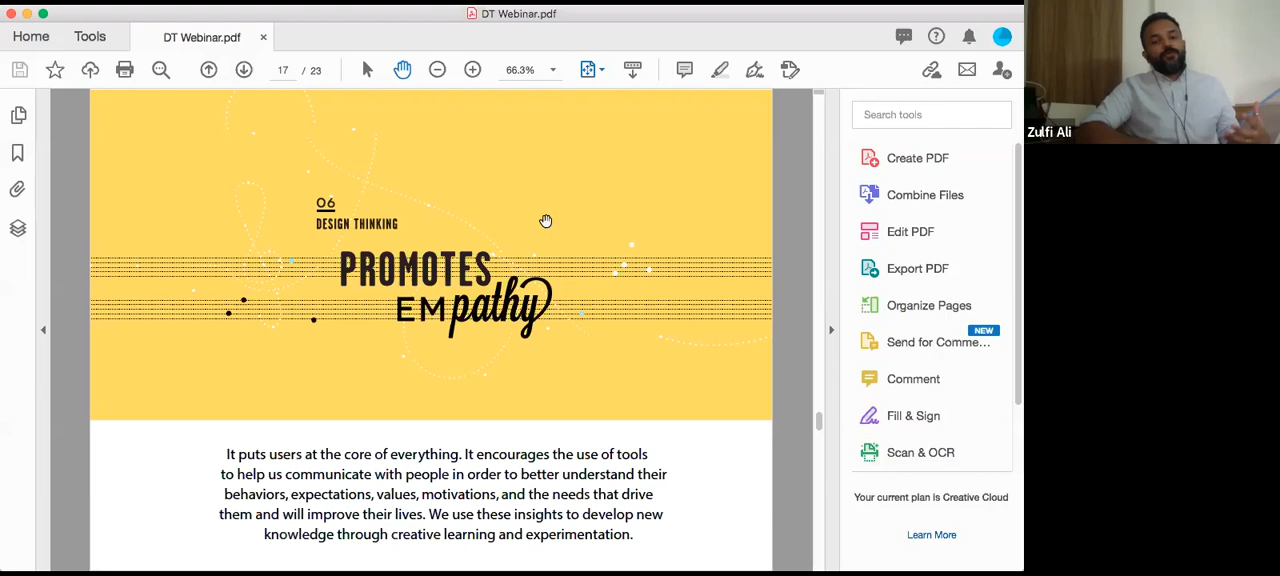 DT Webinar.pdf
Home
Tools
DT Webinar.pdf
17 / 23
66.3%
Search tools
Create PDF
Combine Files
Edit PDF
Export PDF
Organize Pages
NEW
Send for Comme...
Comment
Fill & Sign
Scan & OCR
Your current plan is Creative Cloud
Learn More
06
DESIGN THINKING
PROMOTES
EMpathy
It puts users at the core of everything. It encourages the use of tools
to help us communicate with people in order to better understand their
behaviors, expectations, values, motivations, and the needs that drive
them and will improve their lives. We use these insights to develop new
knowledge through creative learning and experimentation.
Zulfi Ali